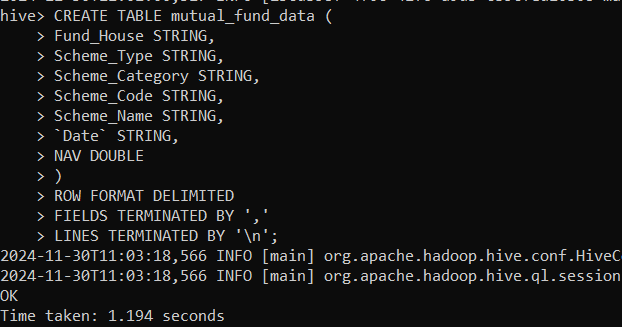 hive> CREATE TABLE mutual_fund_data (
    > Fund_House STRING,
    > Scheme_Type STRING,
    > Scheme_Category STRING,
    > Scheme_Code STRING,
    > Scheme_Name STRING,
    > `Date` STRING,
    > NAV DOUBLE
    > )
    > ROW FORMAT DELIMITED
    > FIELDS TERMINATED BY ','
    > LINES TERMINATED BY '\n';
2024-11-30T11:03:18,566 INFO [main] org.apache.hadoop.hive.conf.HiveC
2024-11-30T11:03:18,566 INFO [main] org.apache.hadoop.hive.ql.session
OK
Time taken: 1.194 seconds